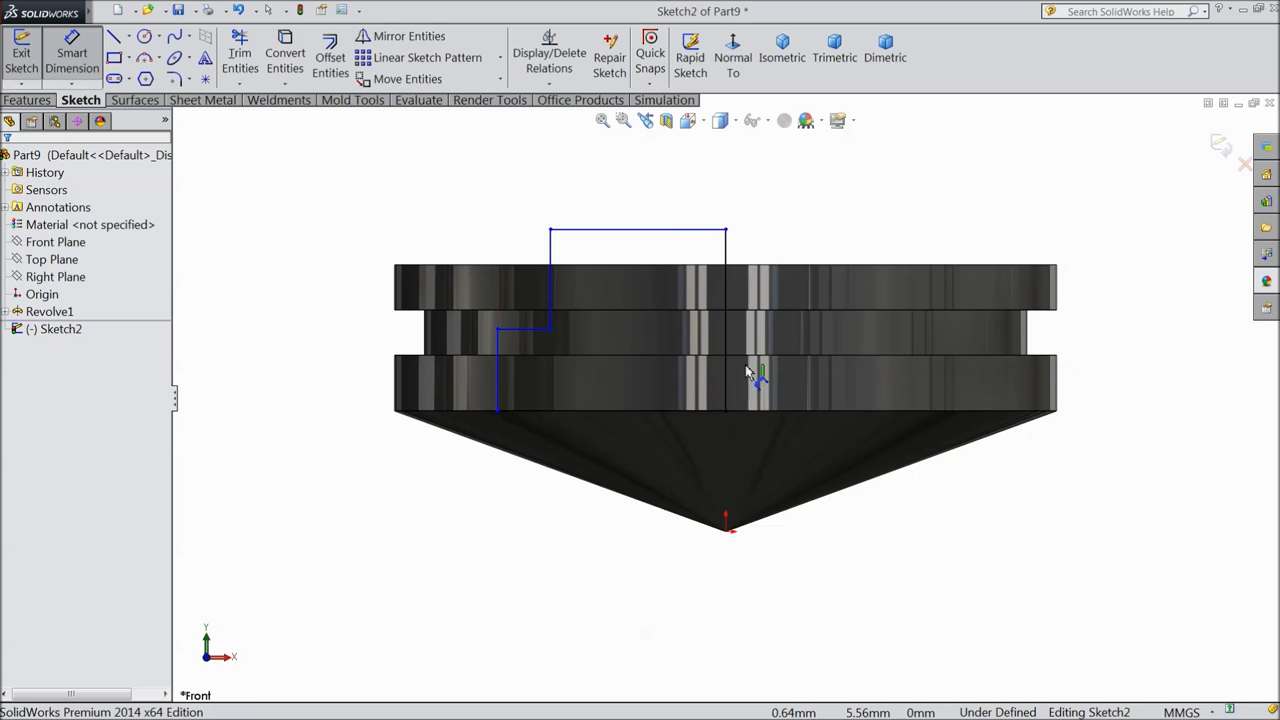 SOLIDWORKS
Sketch2 of Part9 *
Search SolidWorks Help
Exit Sketch
Smart Dimension
Trim Entities
Convert Entities
Offset Entities
Mirror Entities
Linear Sketch Pattern
Move Entities
Display/Delete Relations
Repair Sketch
Quick Snaps
Rapid Sketch
Normal To
Isometric
Trimetric
Dimetric
Features
Sketch
Surfaces
Sheet Metal
Weldments
Mold Tools
Evaluate
Render Tools
Office Products
Simulation
Part9 (Default<<Default>_Dis
History
Sensors
Annotations
Material <not specified>
Front Plane
Top Plane
Right Plane
Origin
Revolve1
(-) Sketch2
Y
X
*Front
SolidWorks Premium 2014 x64 Edition
0.64mm
5.56mm
0mm
Under Defined
Editing Sketch2
MMGS